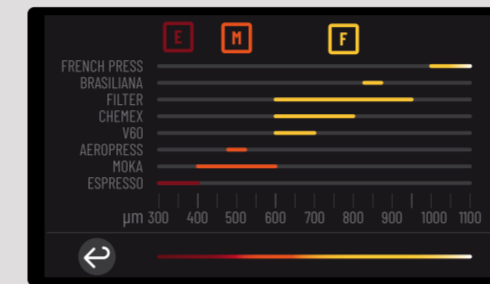 E M F
FRENCH PRESS
BRASILIANA
FILTER
CHEMEX
V60
AEROPRESS
MOKA
ESPRESSO
µm 300 400 500 600 700 800 900 1000 1100